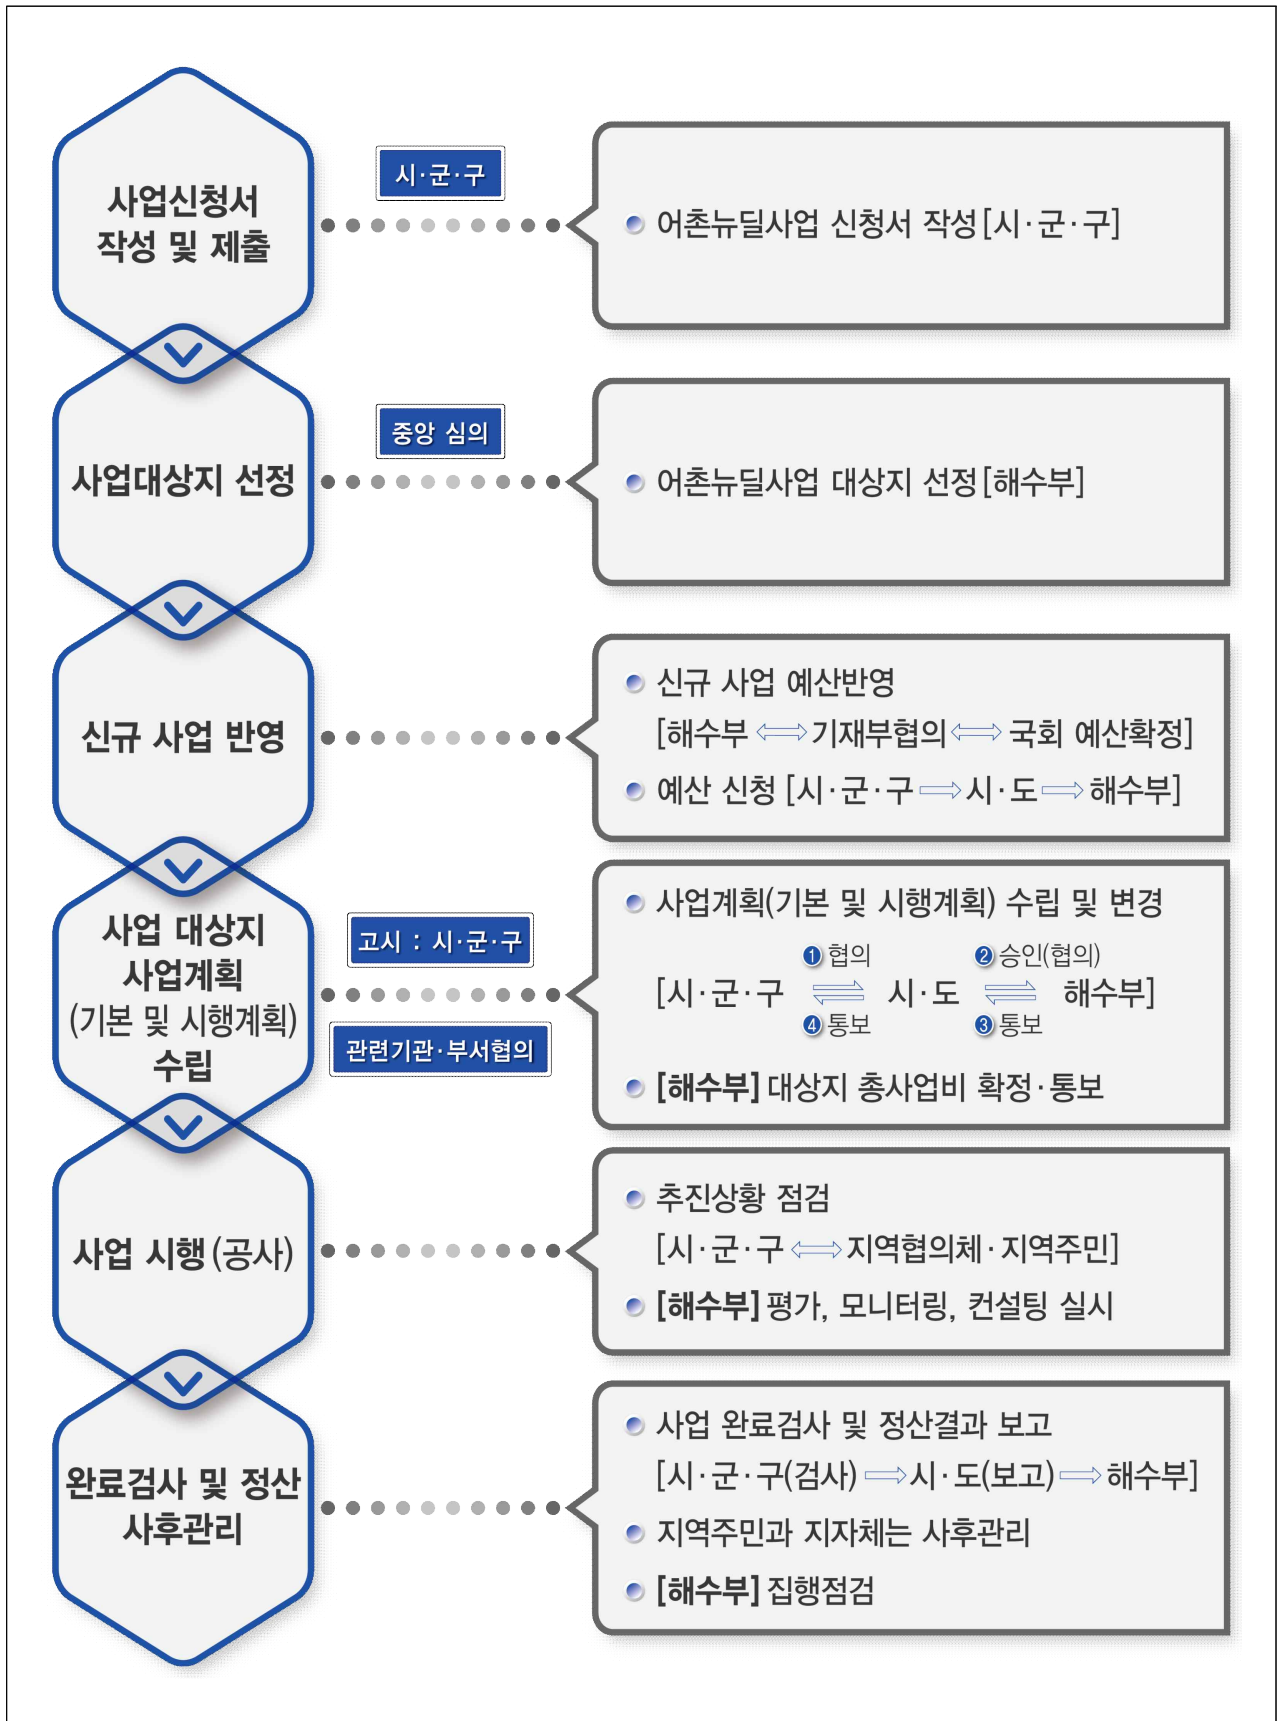 사업신청서
작성 및 제출
시·군·구
어촌뉴딜사업 신청서 작성[시·군·구]
사업대상지 선정
중앙 심의
어촌뉴딜사업 대상지 선정[해수부]
신규 사업 반영
신규 사업 예산반영
[해수부 ⇔ 기재부협의 ⇔ 국회 예산확정]
예산 신청 [시·군·구 ⇒ 시·도 ⇒ 해수부]
사업 대상지
사업계획
(기본 및 시행계획)
수립
고시 : 시·군·구
관련기관·부서협의
사업계획(기본 및 시행계획) 수립 및 변경
❶ 협의 ❷ 승인(협의)
[시·군·구 ⇌ 시·도 ⇌ 해수부]
❹ 통보 ❸ 통보
[해수부] 대상지 총사업비 확정·통보
사업 시행(공사)
추진상황 점검
[시·군·구 ⇔ 지역협의체·지역주민]
[해수부] 평가, 모니터링, 컨설팅 실시
완료검사 및 정산
사후관리
사업 완료검사 및 정산결과 보고
[시·군·구(검사) ⇒ 시·도(보고) ⇒ 해수부]
지역주민과 지자체는 사후관리
[해수부] 집행점검